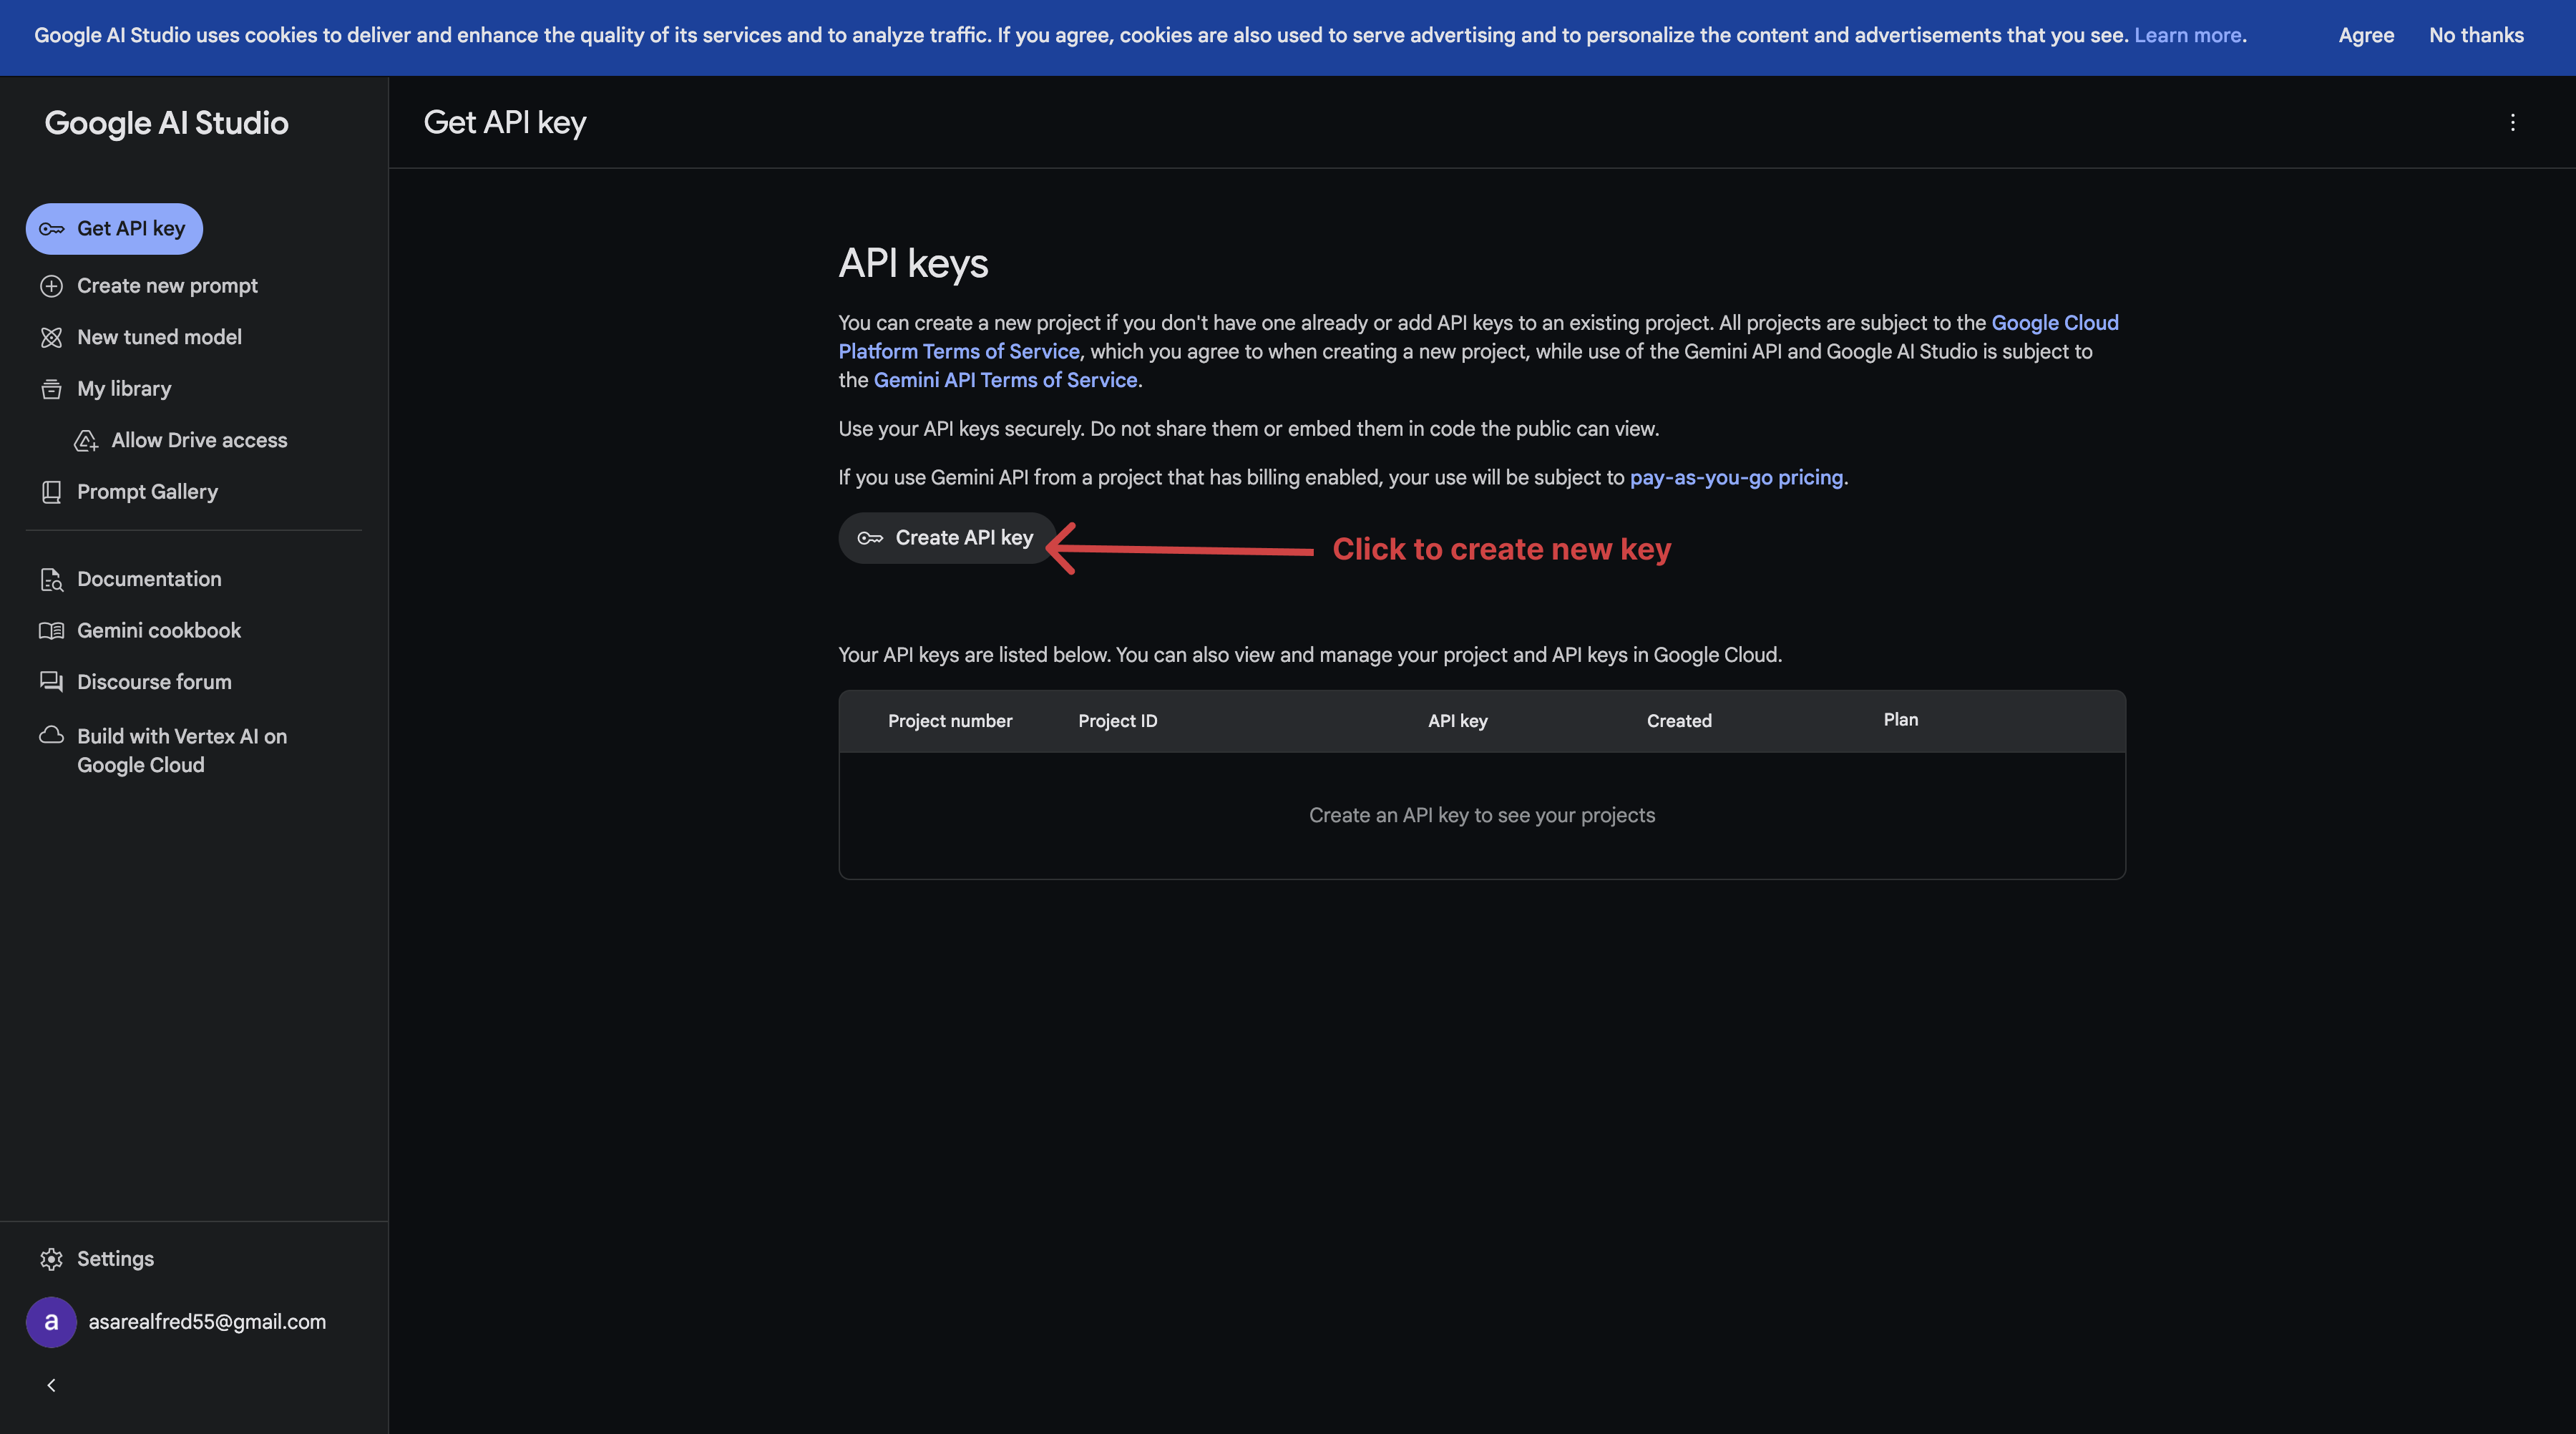 Google AI Studio uses cookies to deliver and enhance the quality of its services and to analyze traffic. If you agree, cookies are also used to serve advertising and to personalize the content and advertisements that you see. Learn more.
Agree
No thanks
Google AI Studio
Get API key
Get API key
Create new prompt
New tuned model
My library
Allow Drive access
Prompt Gallery
Documentation
Gemini cookbook
Discourse forum
Build with Vertex AI on
Google Cloud
Settings
a
asarealfred55@gmail.com
API keys
You can create a new project if you don't have one already or add API keys to an existing project. All projects are subject to the Google Cloud
Platform Terms of Service, which you agree to when creating a new project, while use of the Gemini API and Google AI Studio is subject to
the Gemini API Terms of Service.
Use your API keys securely. Do not share them or embed them in code the public can view.
If you use Gemini API from a project that has billing enabled, your use will be subject to pay-as-you-go pricing.
Create API key
Click to create new key
Your API keys are listed below. You can also view and manage your project and API keys in Google Cloud.
Project number
Project ID
API key
Created
Plan
Create an API key to see your projects